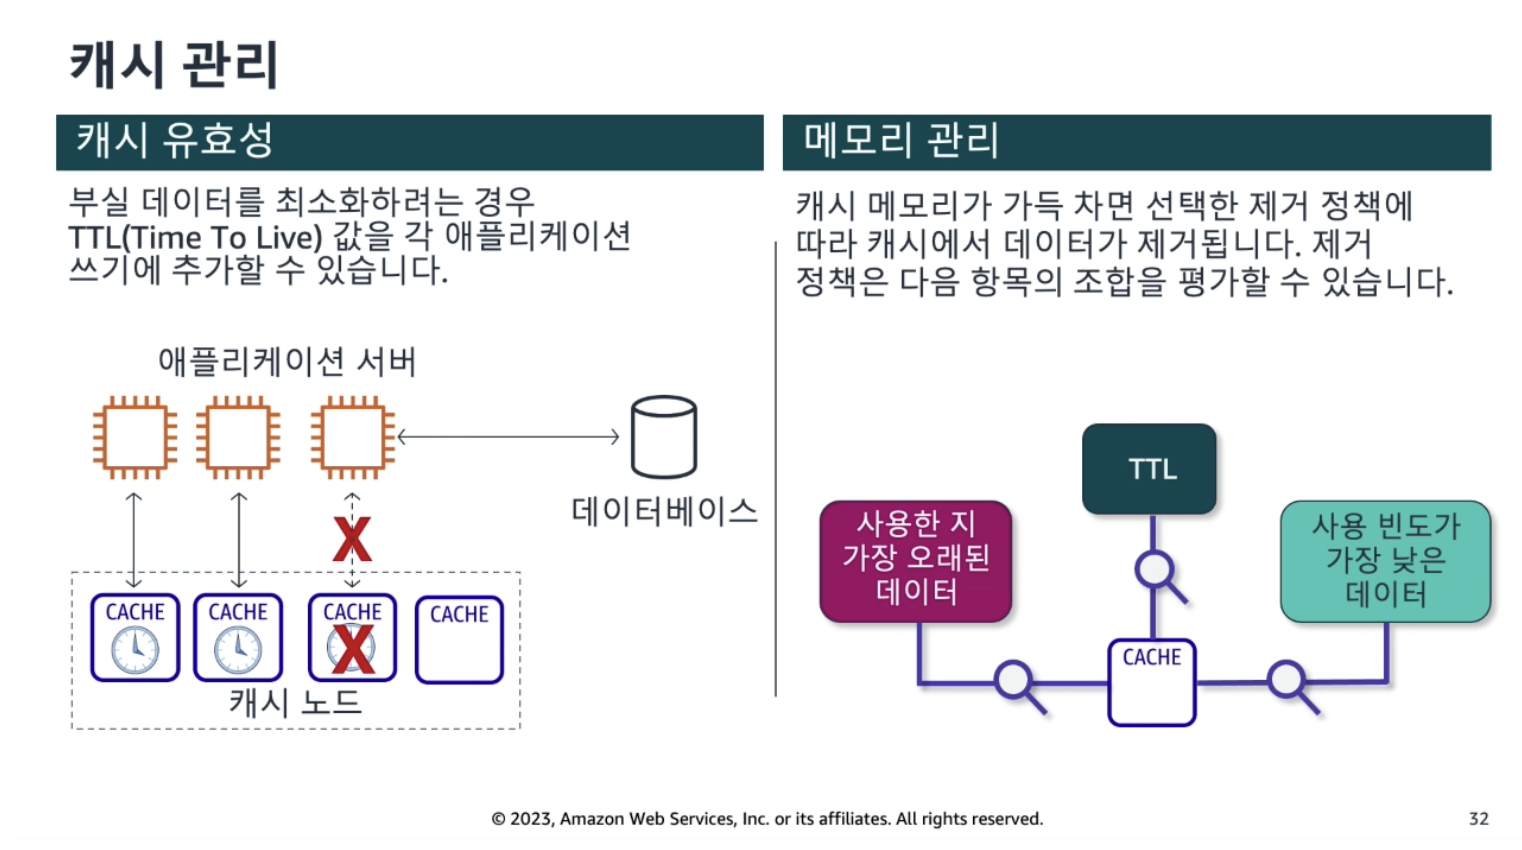 캐시 관리
캐시 유효성
부실 데이터를 최소화하려는 경우
TTL(Time To Live) 값을 각 애플리케이션
쓰기에 추가할 수 있습니다.
애플리케이션 서버
데이터베이스
X
CACHE
CACHE
CACHE
X
CACHE
캐시 노드
메모리 관리
캐시 메모리가 가득 차면 선택한 제거 정책에
따라 캐시에서 데이터가 제거됩니다. 제거
정책은 다음 항목의 조합을 평가할 수 있습니다.
TTL
사용한 지
가장 오래된
데이터
사용 빈도가
가장 낮은
데이터
CACHE
© 2023, Amazon Web Services, Inc. or its affiliates. All rights reserved.
32